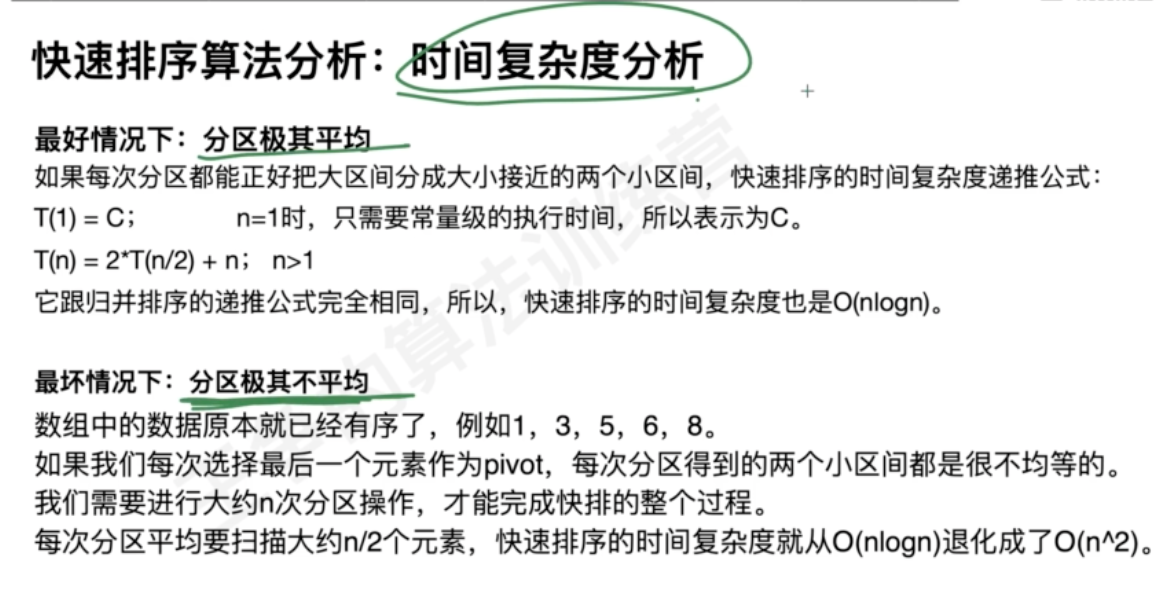 快速排序算法分析：时间复杂度分析
最好情况下：分区极其平均
如果每次分区都能正好把大区间分成大小接近的两个小区间，快速排序的时间复杂度递推公式：
T(1) = C； n=1时，只需要常量级的执行时间，所以表示为C。
T(n) = 2*T(n/2) + n； n>1
它跟归并排序的递推公式完全相同，所以，快速排序的时间复杂度也是O(nlogn)。
最坏情况下：分区极其不平均
数组中的数据原本就已经有序了，例如1，3，5，6，8。
如果我们每次选择最后一个元素作为pivot，每次分区得到的两个小区间都是很不均等的。
我们需要进行大约n次分区操作，才能完成快排的整个过程。
每次分区平均要扫描大约n/2个元素，快速排序的时间复杂度就从O(nlogn)退化成了O(n^2)。